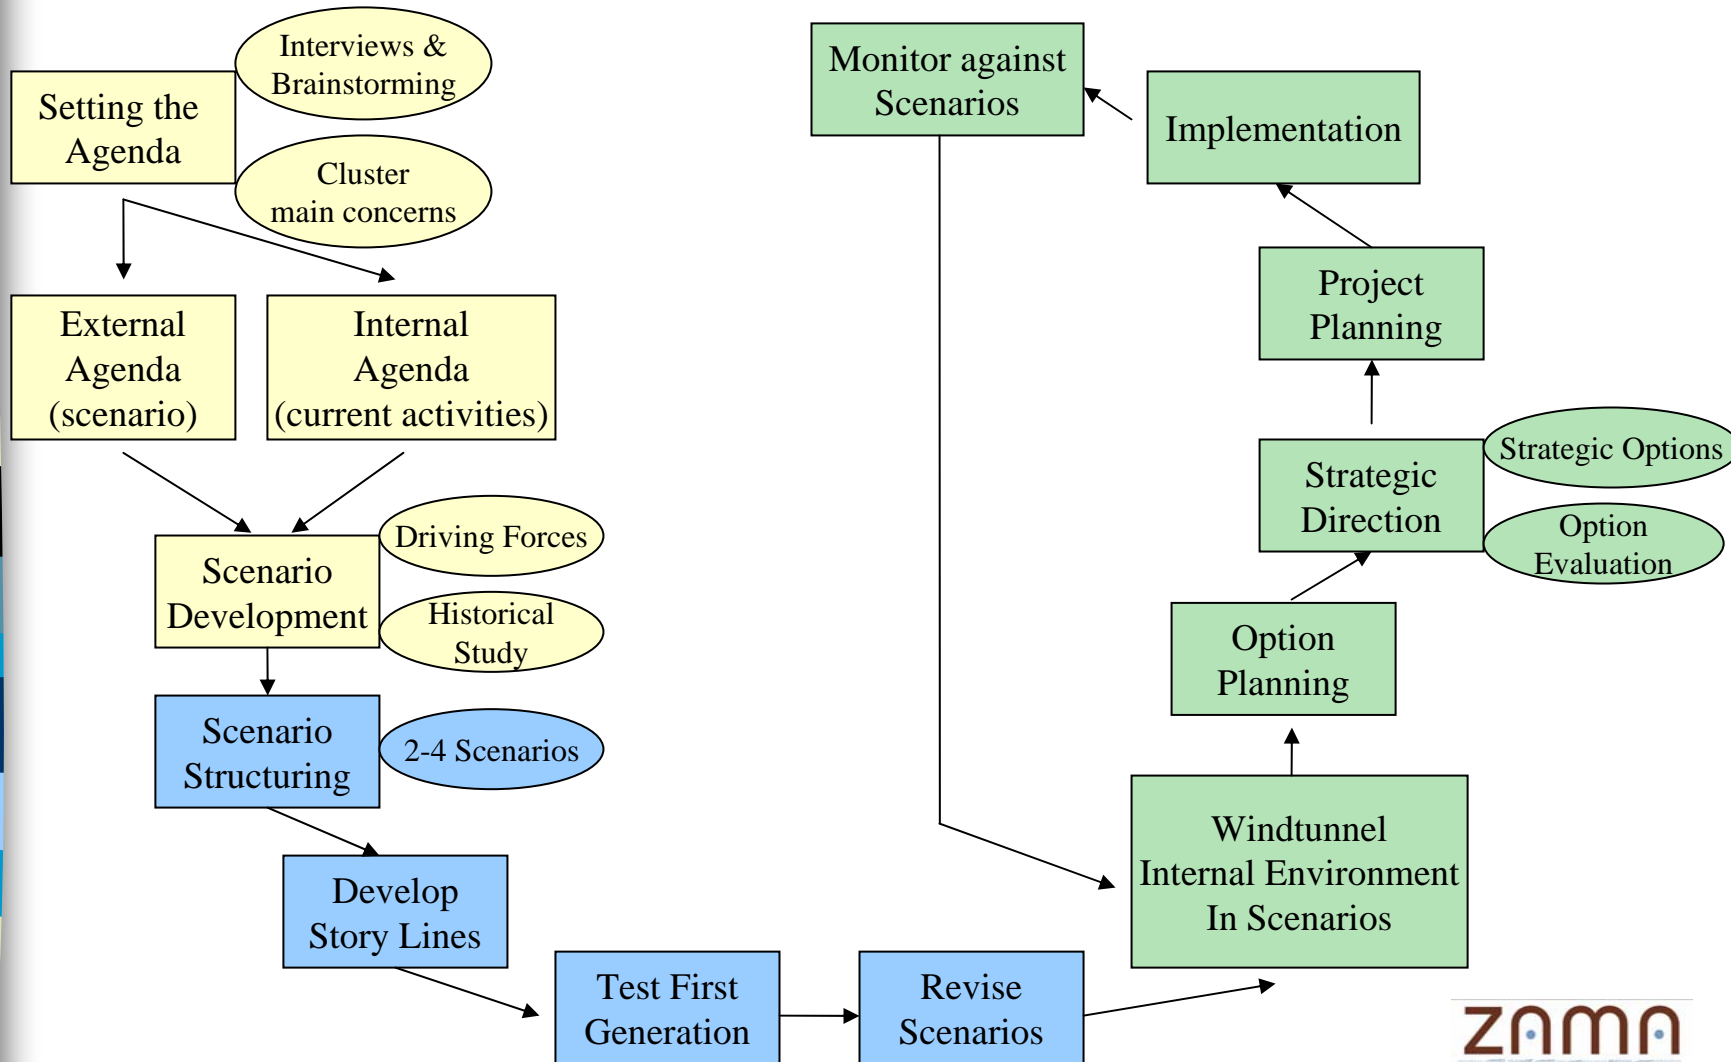 Interviews &
Brainstorming
Setting the
Agenda
Cluster
main concerns
External
Agenda
(scenario)
Internal
Agenda
(current activities)
Driving Forces
Scenario
Development
Historical
Study
Scenario
Structuring
2-4 Scenarios
Develop
Story Lines
Test First
Generation
Revise
Scenarios
Windtunnel
Internal Environment
In Scenarios
Option
Planning
Strategic
Direction
Strategic Options
Option
Evaluation
Project
Planning
Implementation
Monitor against
Scenarios
ZAMA